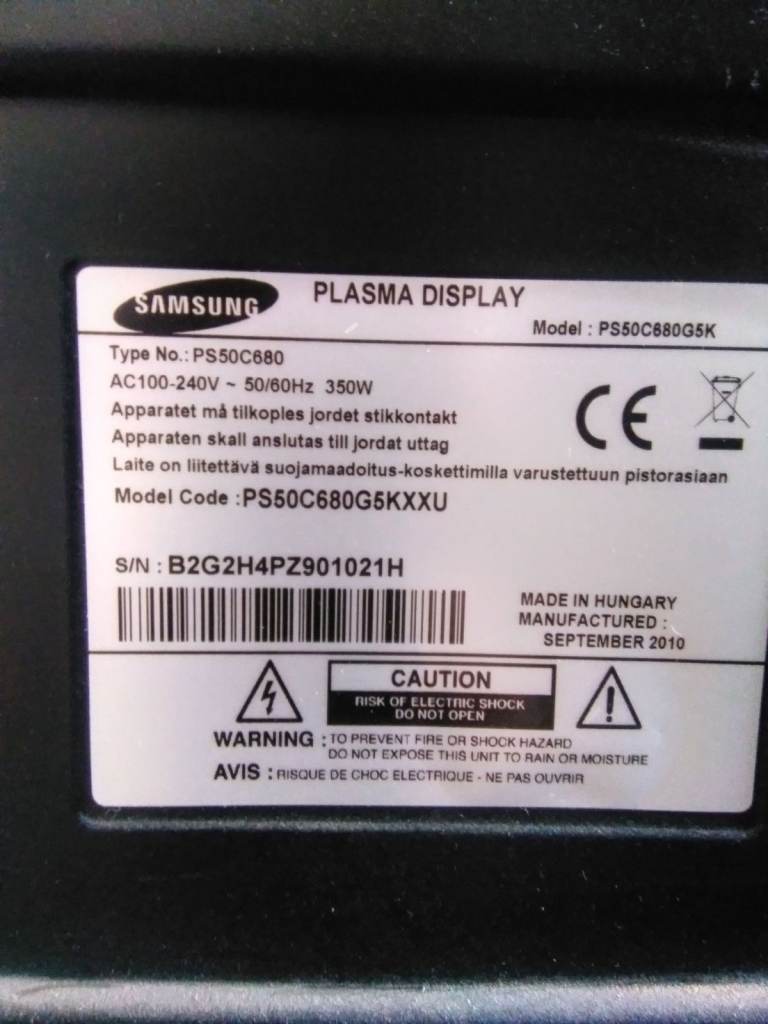 SAMSUNG
PLASMA DISPLAY
Model : PS50C680G5K
Type No.: PS50C680
AC100-240V ~ 50/60Hz 350W
Apparatet må tilkoples jordet stikkontakt
Apparaten skall anslutas till jordat uttag
Laite on liitettävä suojamaadoitus-koskettimilla varustettuun pistorasiaan
CE
Model Code : PS50C680G5KXXU
S/N : B2G2H4PZ901021H
MADE IN HUNGARY
MANUFACTURED :
SEPTEMBER 2010
CAUTION
RISK OF ELECTRIC SHOCK
DO NOT OPEN
WARNING : TO PREVENT FIRE OR SHOCK HAZARD
DO NOT EXPOSE THIS UNIT TO RAIN OR MOISTURE
AVIS : RISQUE DE CHOC ELECTRIQUE - NE PAS OUVRIR